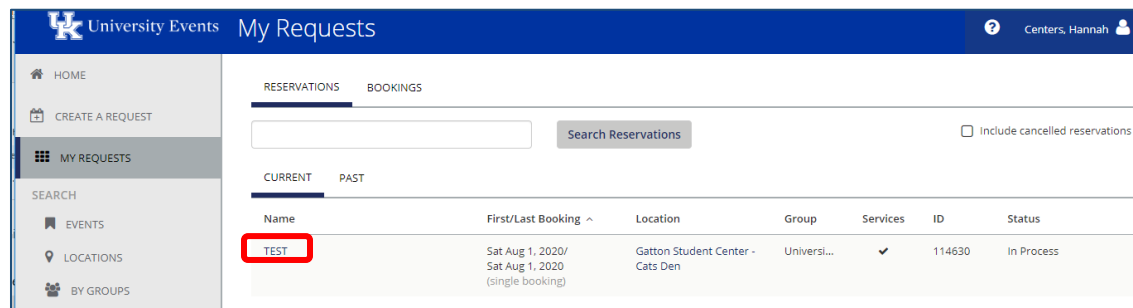 UK University Events My Requests
? Centers, Hannah
HOME
CREATE A REQUEST
MY REQUESTS
SEARCH
EVENTS
LOCATIONS
BY GROUPS
RESERVATIONS BOOKINGS
Search Reservations
Include cancelled reservations
CURRENT PAST
Name First/Last Booking Location Group Services ID Status
TEST Sat Aug 1, 2020/ Gatton Student Center - Universi... ✔ 114630 In Process
Sat Aug 1, 2020 Cats Den
(single booking)